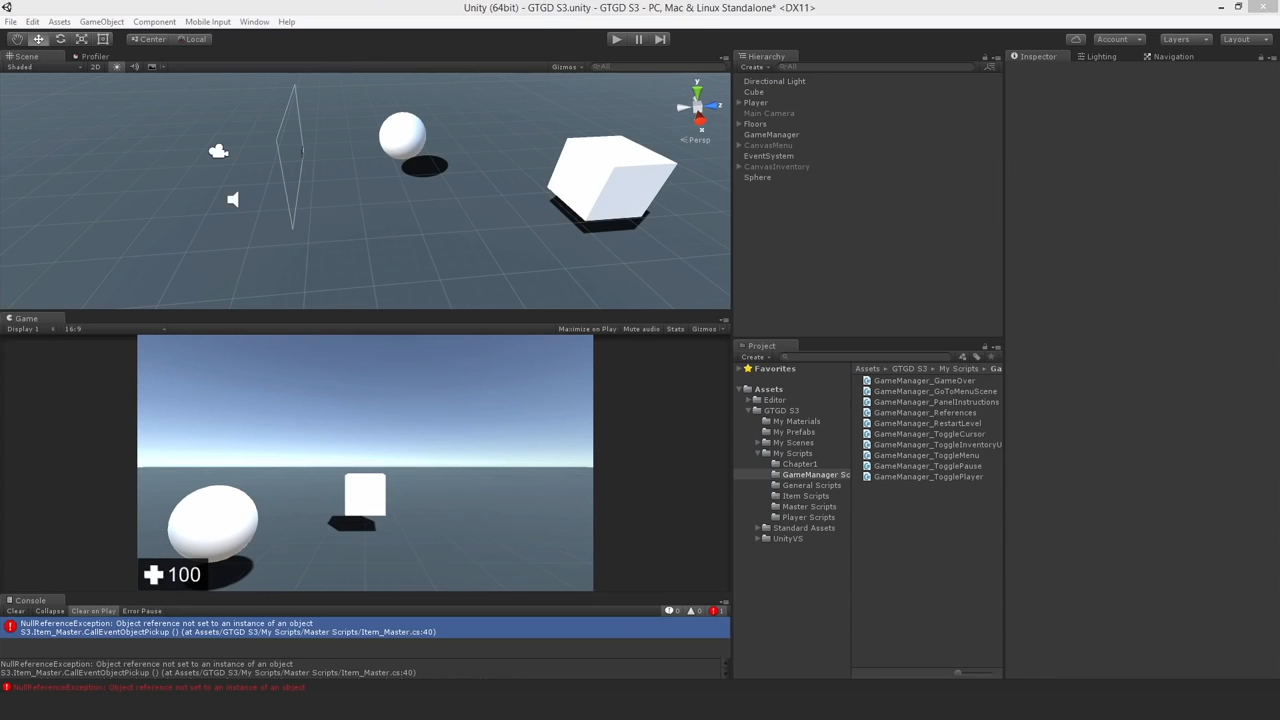 Unity (64bit) - GTGD S3.unity - GTGD S3 - PC, Mac & Linux Standalone* <DX11>
File Edit Assets GameObject Component Mobile Input Window Help
Center Local Account Layers Layout
Scene Profiler
Shaded 2D Gizmos All
y
z
x
Persp
Hierarchy
Create All
Directional Light
Cube
Player
Main Camera
Floors
GameManager
CanvasMenu
EventSystem
CanvasInventory
Sphere
Inspector Lighting Navigation
Game
Display 1 16:9 Maximize on Play Mute audio Stats Gizmos
100
Project
Create
Favorites
Assets
Editor
GTGD S3
My Materials
My Prefabs
My Scenes
My Scripts
Chapter1
GameManager Sc
General Scripts
Item Scripts
Master Scripts
Player Scripts
Standard Assets
UnityVS
Assets GTGD S3 My Scripts Ga
GameManager_GameOver
GameManager_GoToMenuScene
GameManager_PanelInstructions
GameManager_References
GameManager_RestartLevel
GameManager_ToggleCursor
GameManager_ToggleInventoryU
GameManager_ToggleMenu
GameManager_TogglePause
GameManager_TogglePlayer
Console
Clear Collapse Clear on Play Error Pause 0 0 1
NullReferenceException: Object reference not set to an instance of an object
S3.Item_Master.CallEventObjectPickup () (at Assets/GTGD S3/My Scripts/Master Scripts/Item_Master.cs:40)
NullReferenceException: Object reference not set to an instance of an object
S3.Item_Master.CallEventObjectPickup () (at Assets/GTGD S3/My Scripts/Master Scripts/Item_Master.cs:40)
NullReferenceException: Object reference not set to an instance of an object